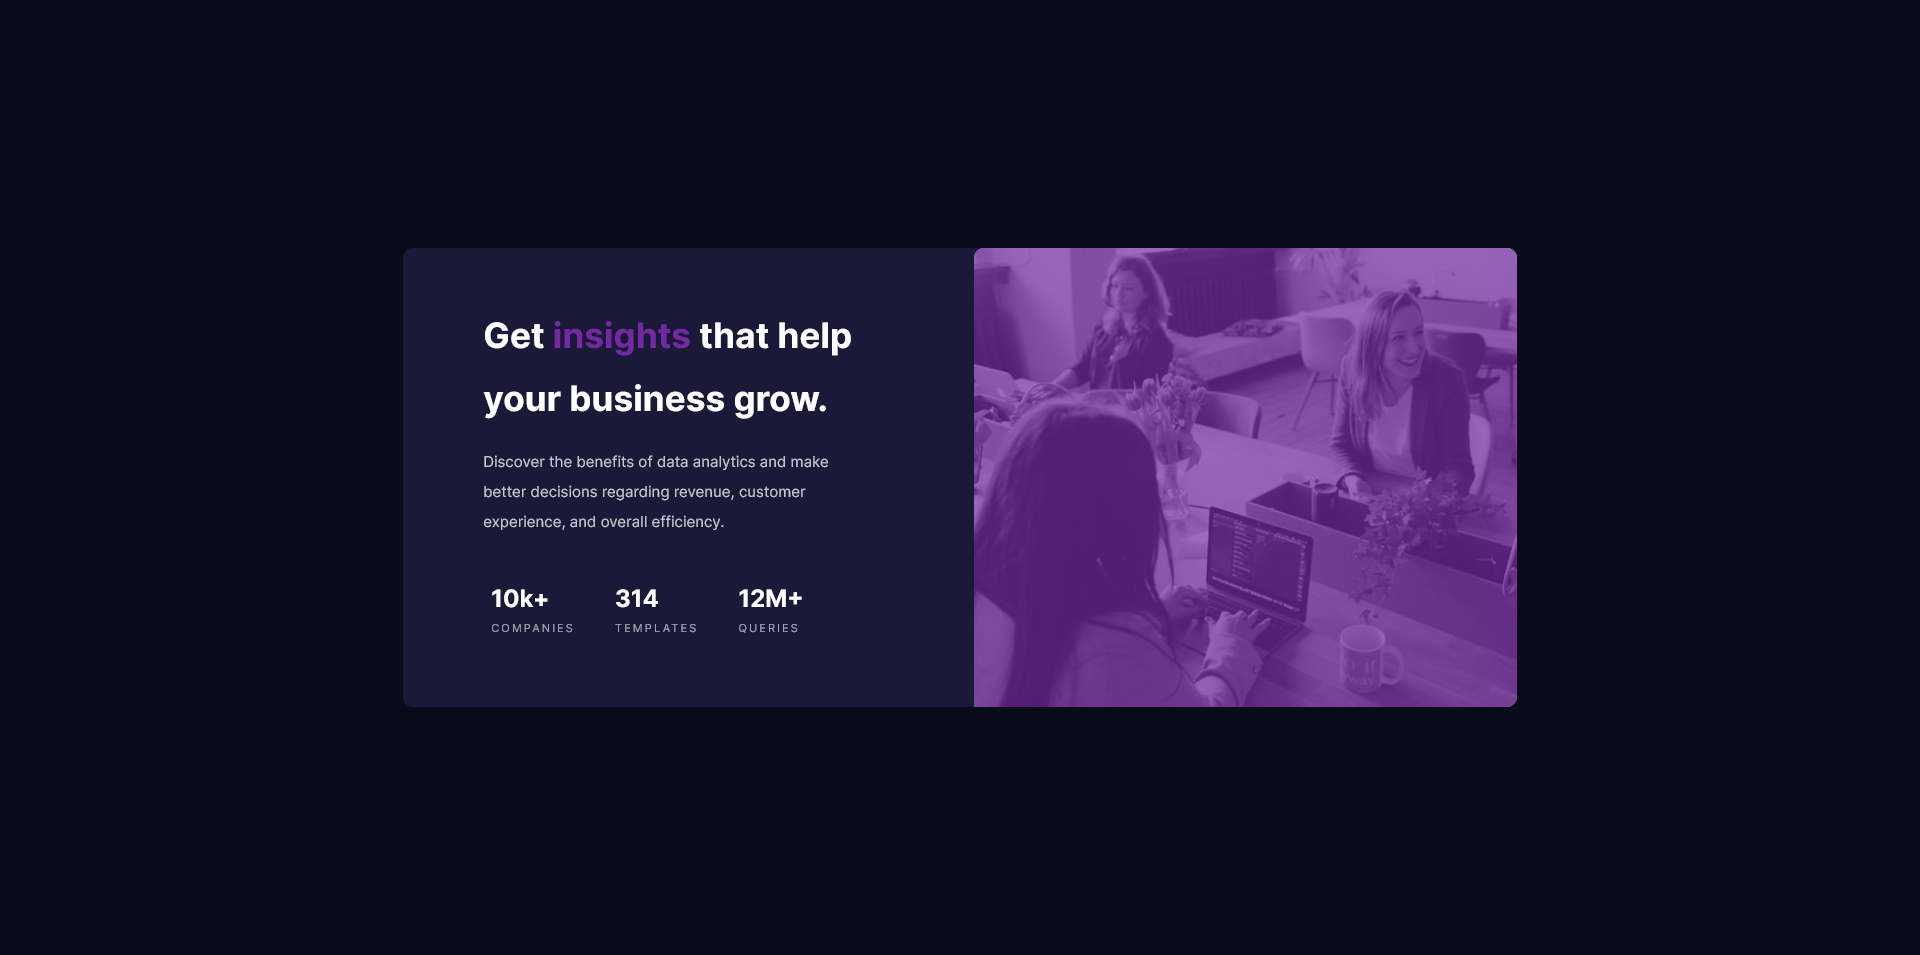 Get insights that help
your business grow.
Discover the benefits of data analytics and make
better decisions regarding revenue, customer
experience, and overall efficiency.
10k+ 314 12M+
COMPANIES TEMPLATES QUERIES